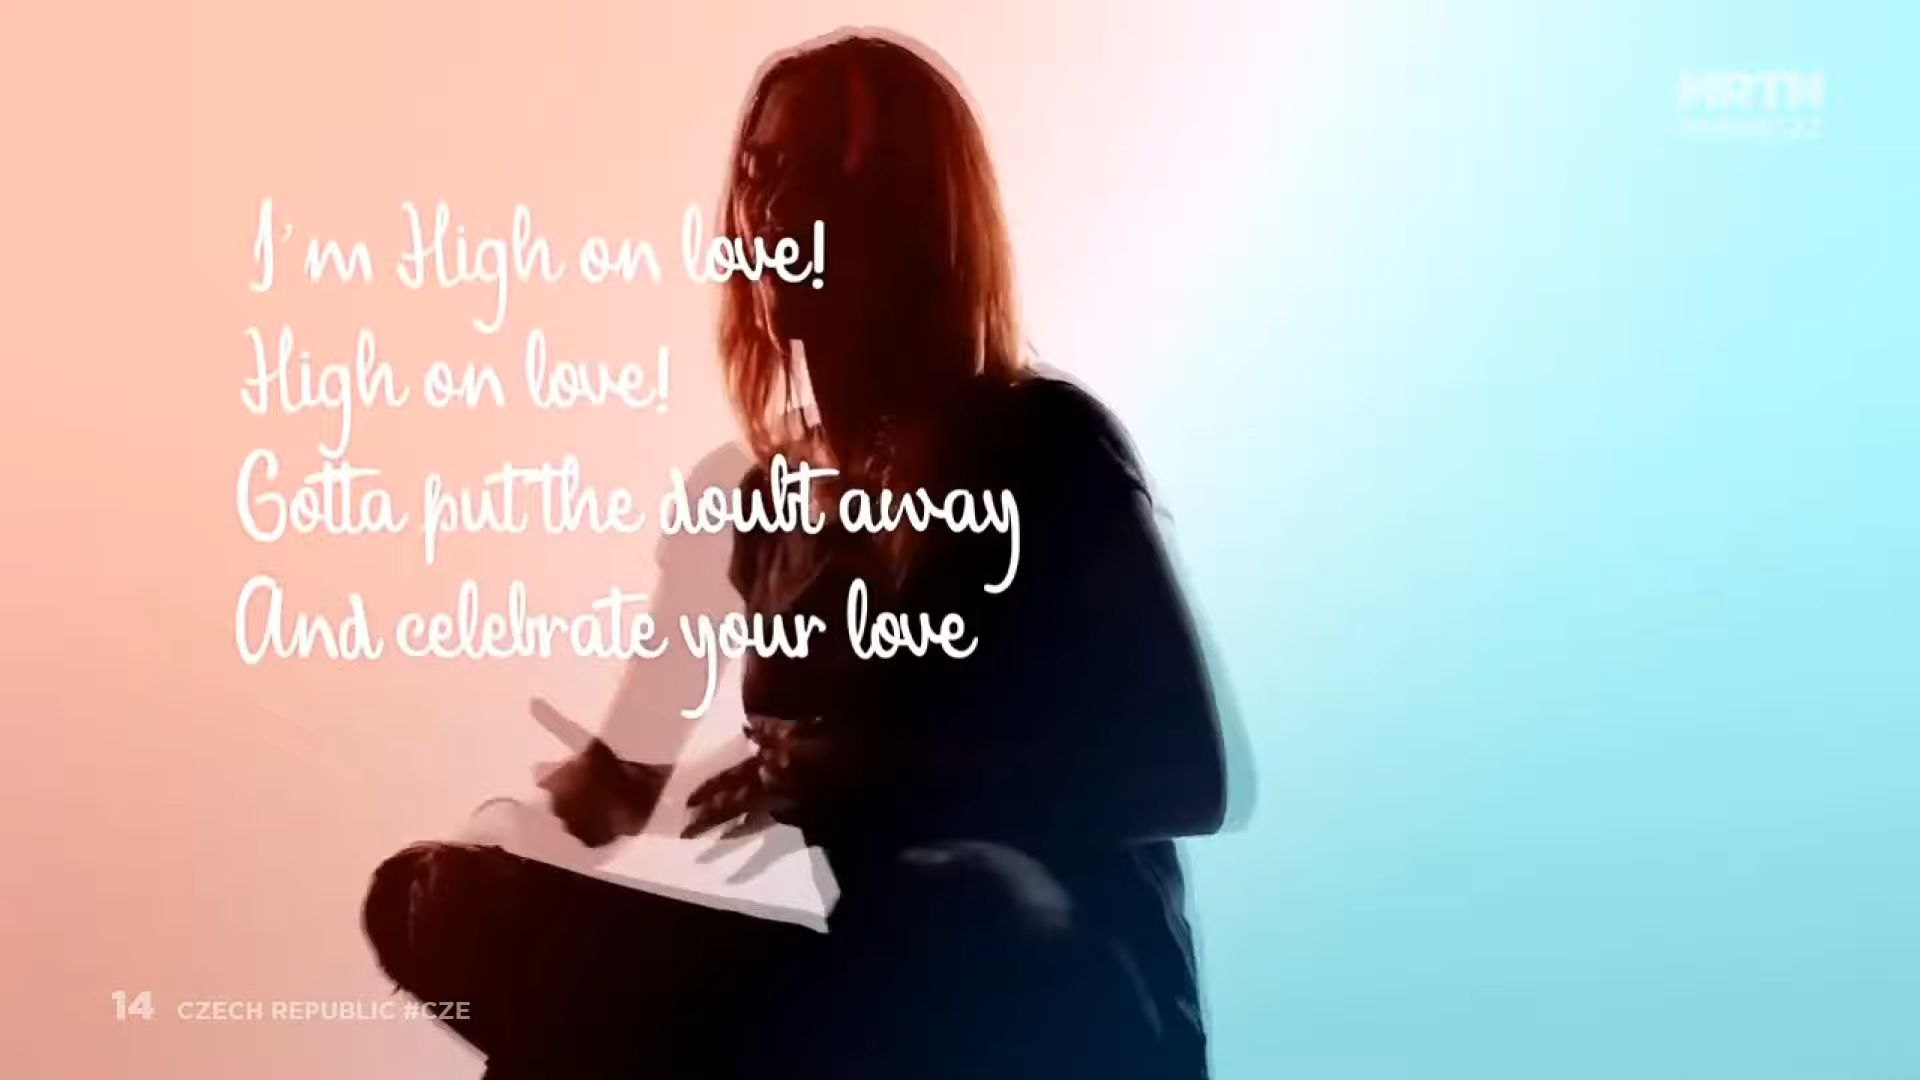 I'm High on love!
High on love!
Gotta put the doubt away
And celebrate your love
14 CZECH REPUBLIC #CZE